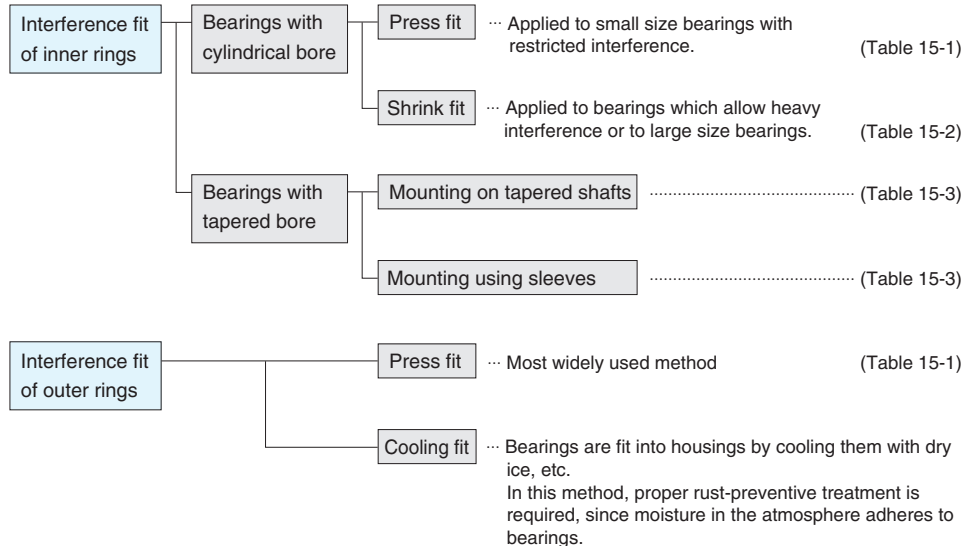 Interference fit
of inner rings
Bearings with
cylindrical bore
Press fit
··· Applied to small size bearings with
restricted interference.
(Table 15-1)
Shrink fit
··· Applied to bearings which allow heavy
interference or to large size bearings.
(Table 15-2)
Bearings with
tapered bore
Mounting on tapered shafts
(Table 15-3)
Mounting using sleeves
(Table 15-3)
Interference fit
of outer rings
Press fit
··· Most widely used method
(Table 15-1)
Cooling fit
··· Bearings are fit into housings by cooling them with dry
ice, etc.
In this method, proper rust-preventive treatment is
required, since moisture in the atmosphere adheres to
bearings.